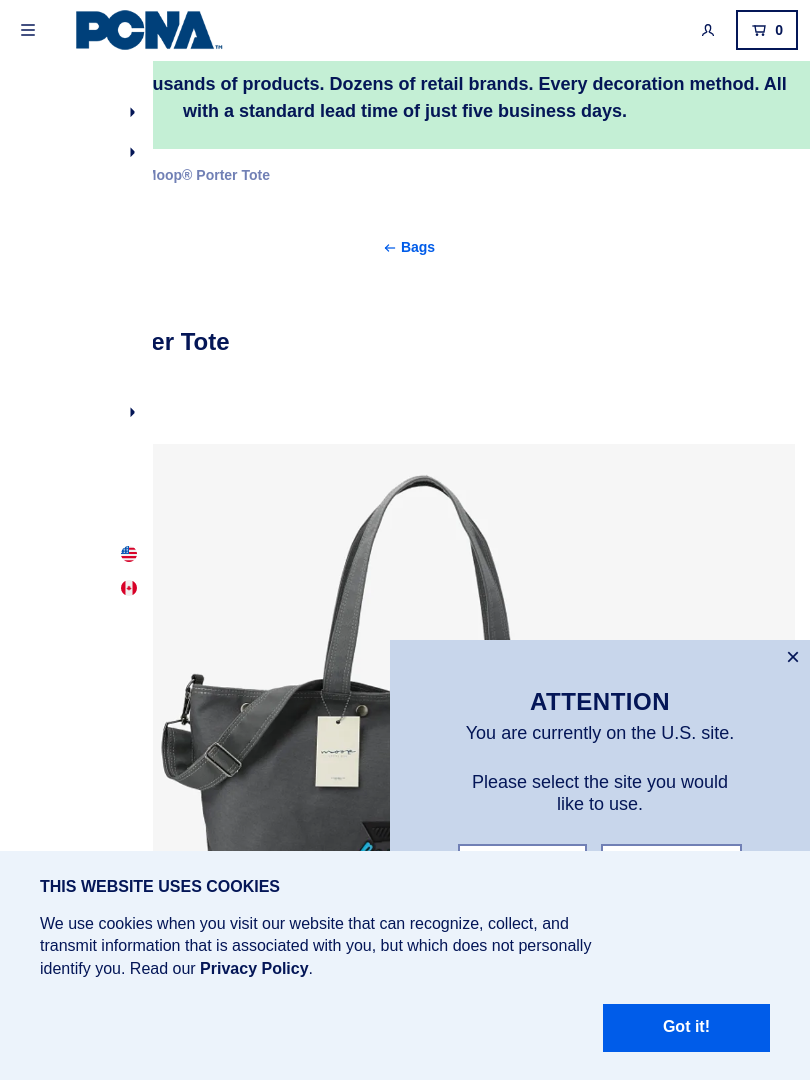 PCNA™
0
usands of products. Dozens of retail brands. Every decoration method. All
with a standard lead time of just five business days.
Moop® Porter Tote
Bags
er Tote
ATTENTION
You are currently on the U.S. site.
Please select the site you would
like to use.
THIS WEBSITE USES COOKIES
We use cookies when you visit our website that can recognize, collect, and
transmit information that is associated with you, but which does not personally
identify you. Read our Privacy Policy.
Got it!